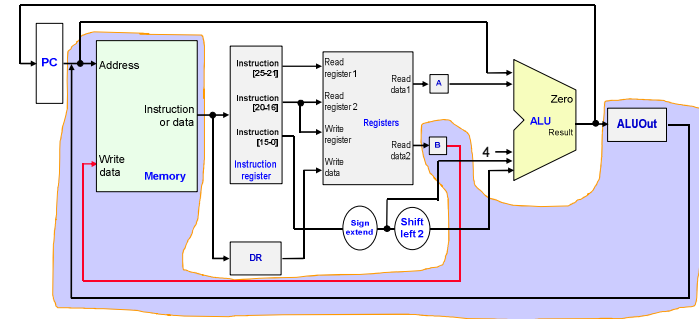 PC
Address
Instruction
or data
Write
data
Memory
Instruction
[25-21]
Instruction
[20-16]
Instruction
[15-0]
Instruction
register
DR
Read
register 1
Read
register 2
Write
register
Write
data
Read
data1
Registers
Read
data2
A
B
Sign
extend
Shift
left 2
4
Zero
ALU
Result
ALUOut